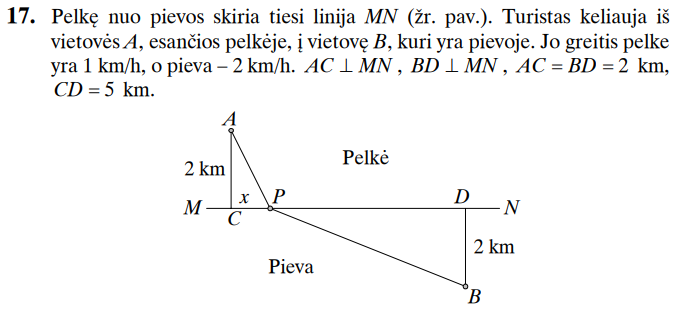 17. Pelkę nuo pievos skiria tiesi linija MN (žr. pav.). Turistas keliauja iš
vietovės A, esančios pelkėje, į vietovę B, kuri yra pievoje. Jo greitis pelke
yra 1 km/h, o pieva – 2 km/h. AC ⊥ MN , BD ⊥ MN , AC = BD = 2 km,
CD = 5 km.
A
Pelkė
2 km
M C x P D N
2 km
Pieva
B